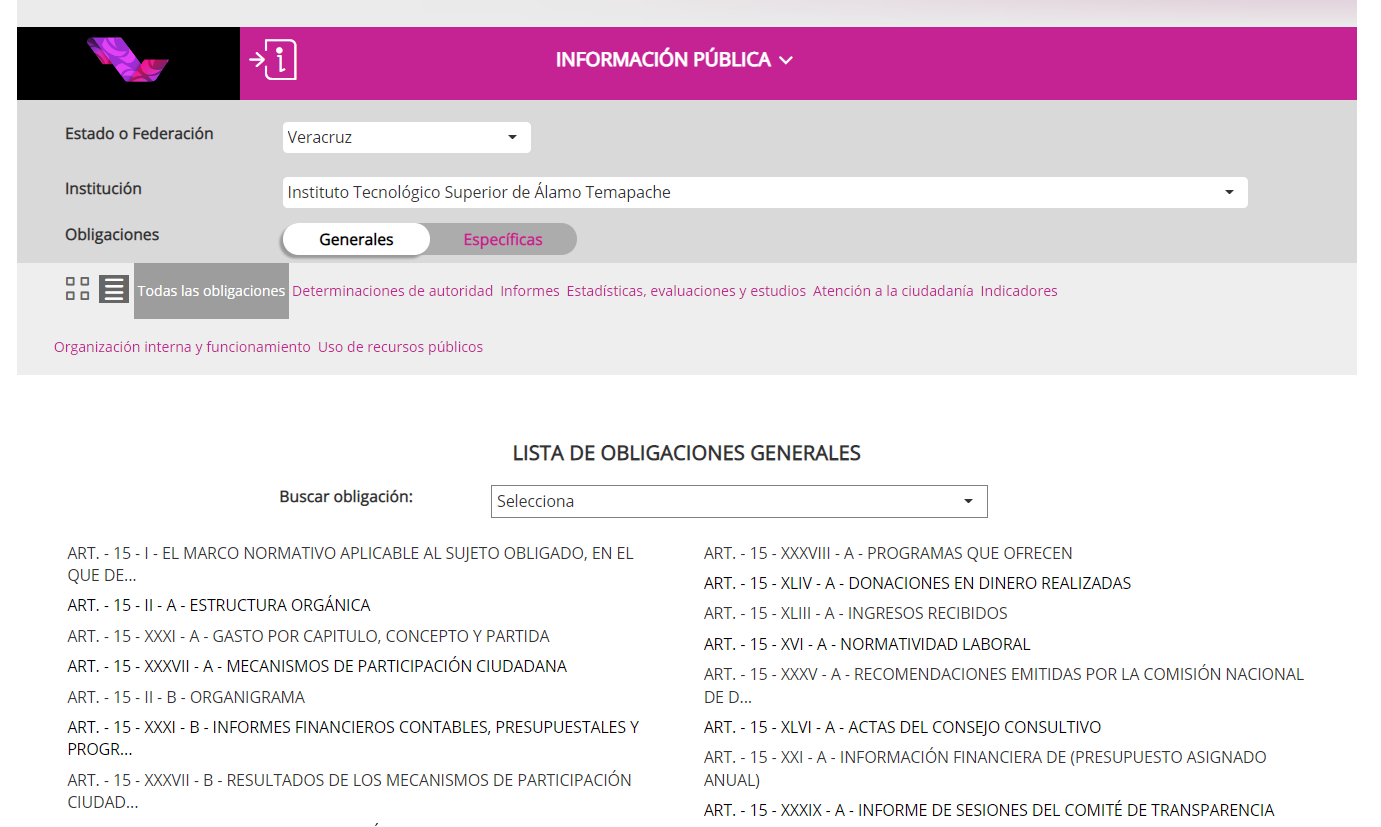 INFORMACIÓN PÚBLICA
Estado o Federación
Veracruz
Institución
Instituto Tecnológico Superior de Álamo Temapache
Obligaciones
Generales
Específicas
Todas las obligaciones Determinaciones de autoridad Informes Estadísticas, evaluaciones y estudios Atención a la ciudadanía Indicadores
Organización interna y funcionamiento Uso de recursos públicos
LISTA DE OBLIGACIONES GENERALES
Buscar obligación:
Selecciona
ART. - 15 - I - EL MARCO NORMATIVO APLICABLE AL SUJETO OBLIGADO, EN EL
QUE DE...
ART. - 15 - II - A - ESTRUCTURA ORGÁNICA
ART. - 15 - XXXI - A - GASTO POR CAPITULO, CONCEPTO Y PARTIDA
ART. - 15 - XXXVII - A - MECANISMOS DE PARTICIPACIÓN CIUDADANA
ART. - 15 - II - B - ORGANIGRAMA
ART. - 15 - XXXI - B - INFORMES FINANCIEROS CONTABLES, PRESUPUESTALES Y
PROGR...
ART. - 15 - XXXVII - B - RESULTADOS DE LOS MECANISMOS DE PARTICIPACIÓN
CIUDAD...
ART. - 15 - XXXVIII - A - PROGRAMAS QUE OFRECEN
ART. - 15 - XLIV - A - DONACIONES EN DINERO REALIZADAS
ART. - 15 - XLIII - A - INGRESOS RECIBIDOS
ART. - 15 - XVI - A - NORMATIVIDAD LABORAL
ART. - 15 - XXXV - A - RECOMENDACIONES EMITIDAS POR LA COMISIÓN NACIONAL
DE D...
ART. - 15 - XLVI - A - ACTAS DEL CONSEJO CONSULTIVO
ART. - 15 - XXI - A - INFORMACIÓN FINANCIERA DE (PRESUPUESTO ASIGNADO
ANUAL)
ART. - 15 - XXXIX - A - INFORME DE SESIONES DEL COMITÉ DE TRANSPARENCIA